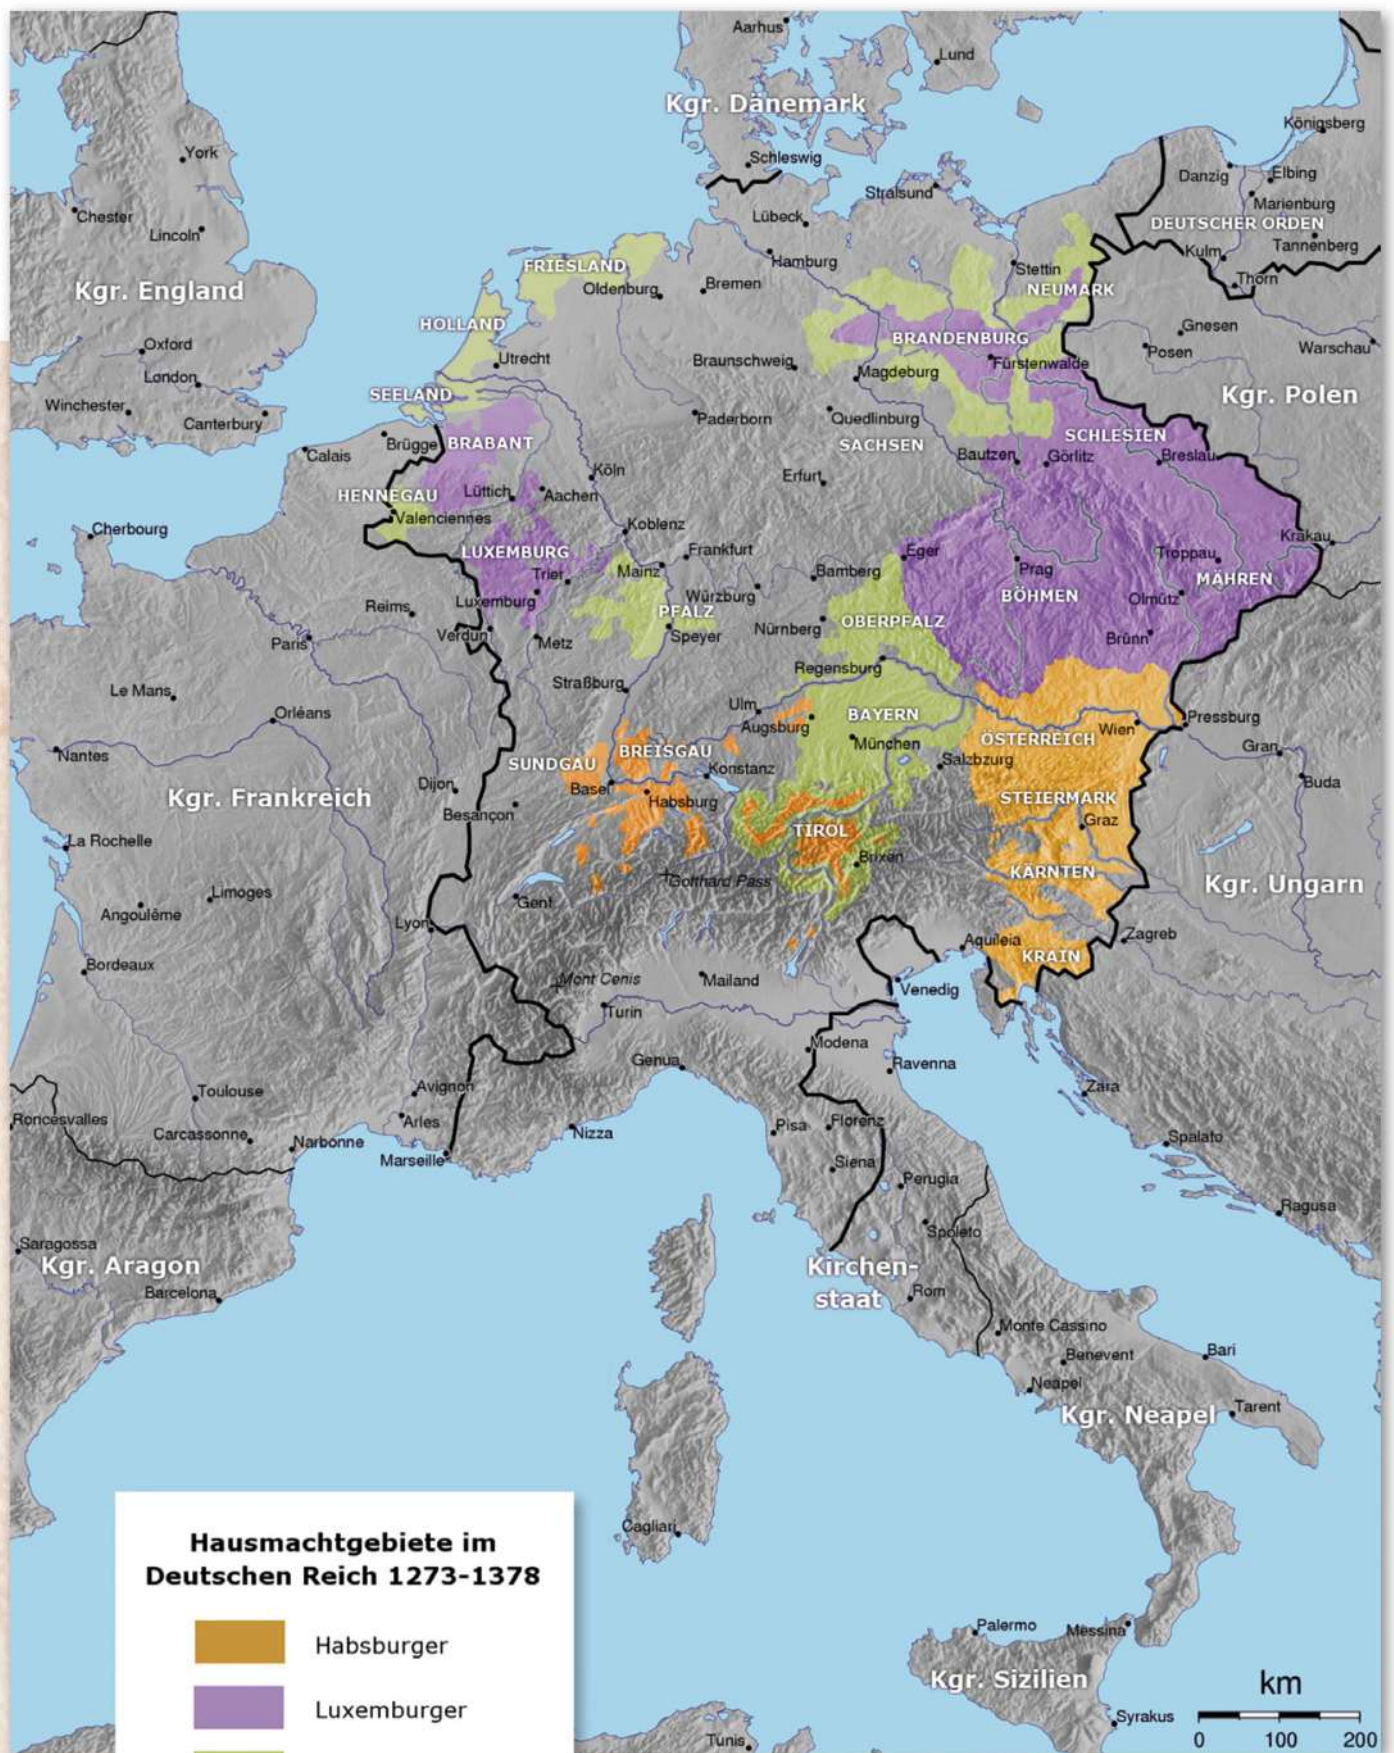 Aarhus
Lund
Kgr. Dänemark
Königsberg
York
Schleswig
Danzig
Elbing
Stralsund
Marienburg
Chester
Lübeck
DEUTSCHER ORDEN
Lincoln
Tannenberg
Kulm
Hamburg
FRIESLAND
Stettin
Thorn
Kgr. England
Oldenburg
Bremen
NEUMARK
HOLLAND
Gnesen
BRANDENBURG
Oxford
Utrecht
Braunschweig
Fürstenwalde
Posen
Warschau
London
Magdeburg
SEELAND
Kgr. Polen
Winchester
Canterbury
Paderborn
Quedlinburg
Brügge
BRABANT
SACHSEN
SCHLESIEN
Calais
Bautzen
Görlitz
Breslau
Köln
Erfurt
HENNEGAU
Lüttich
Aachen
Valenciennes
Cherbourg
Koblenz
Krakau
LUXEMBURG
Frankfurt
Eger
Troppau
Trier
Mainz
Bamberg
Prag
MÄHREN
Luxemburg
Würzburg
BÖHMEN
Olmütz
Reims
PFALZ
OBERPFALZ
Verdun
Speyer
Nürnberg
Brünn
Paris
Metz
Regensburg
Straßburg
Le Mans
Ulm
Orléans
BAYERN
Pressburg
Augsburg
Wien
Nantes
BREISGAU
München
ÖSTERREICH
Gran
SUNDGAU
Konstanz
Salzbzurg
Dijon
Basel
Buda
Kgr. Frankreich
Habsburg
STEIERMARK
Besançon
Graz
La Rochelle
TIROL
Brixen
KÄRNTEN
Gotthard Pass
Kgr. Ungarn
Limoges
Gent
Angoulême
Lyon
Zagreb
Aquileia
KRAIN
Bordeaux
Mont Cenis
Mailand
Venedig
Turin
Modena
Genua
Ravenna
Avignon
Zara
Toulouse
Roncesvalles
Arles
Florenz
Carcassonne
Narbonne
Nizza
Pisa
Spalato
Marseille
Siena
Perugia
Ragusa
Spoleto
Saragossa
Kgr. Aragon
Kirchen-
staat
Barcelona
Rom
Monte Cassino
Bari
Benevent
Neapel
Tarent
Kgr. Neapel
Cagliari
Hausmachtgebiete im
Deutschen Reich 1273-1378
Habsburger
Luxemburger
Palermo
Messina
Kgr. Sizilien
Syrakus
Tunis
km
0 100 200